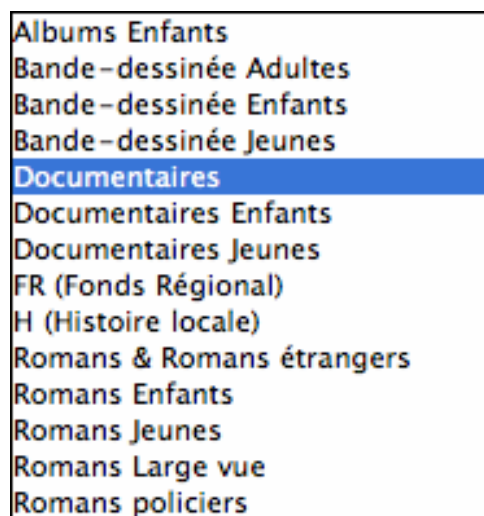 Albums Enfants
Bande-dessinée Adultes
Bande-dessinée Enfants
Bande-dessinée Jeunes
Documentaires
Documentaires Enfants
Documentaires Jeunes
FR (Fonds Régional)
H (Histoire locale)
Romans & Romans étrangers
Romans Enfants
Romans Jeunes
Romans Large vue
Romans policiers